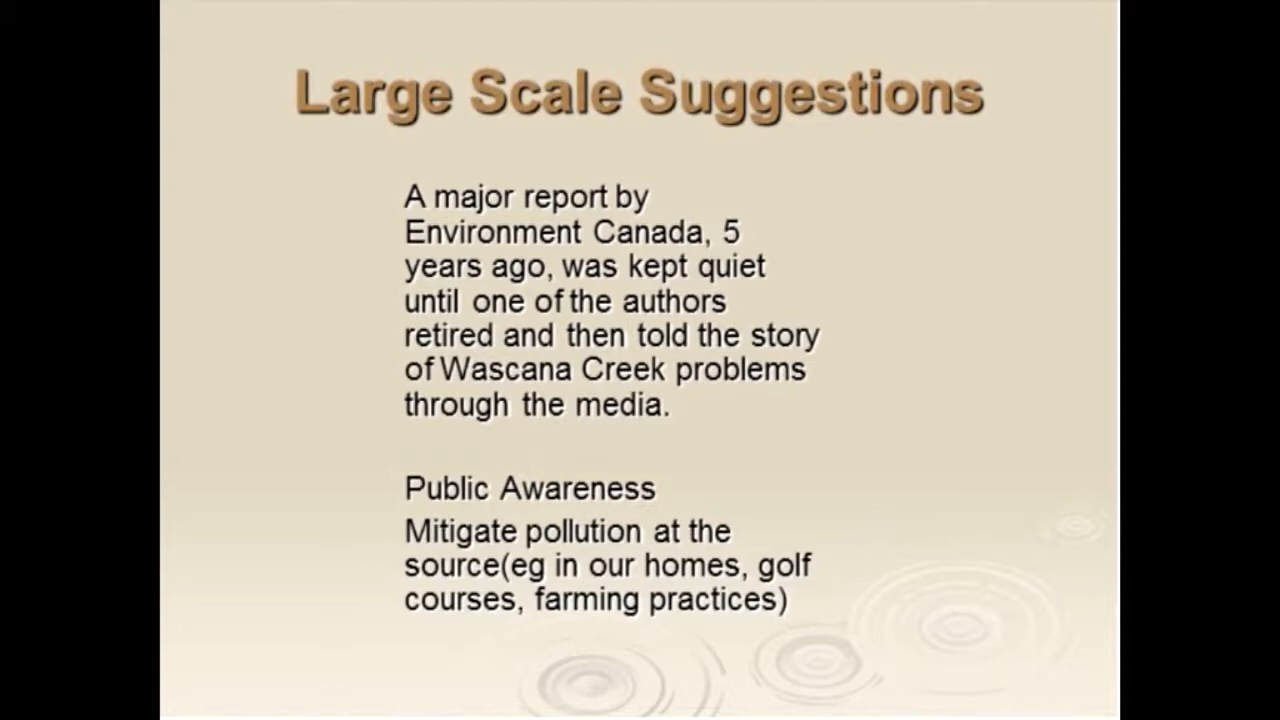 Large Scale Suggestions
A major report by
Environment Canada, 5
years ago, was kept quiet
until one of the authors
retired and then told the story
of Wascana Creek problems
through the media.
Public Awareness
Mitigate pollution at the
source(eg in our homes, golf
courses, farming practices)